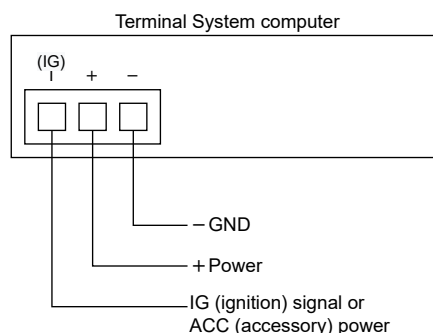 Terminal System computer
(IG)
I + −
− GND
+ Power
IG (ignition) signal or
ACC (accessory) power